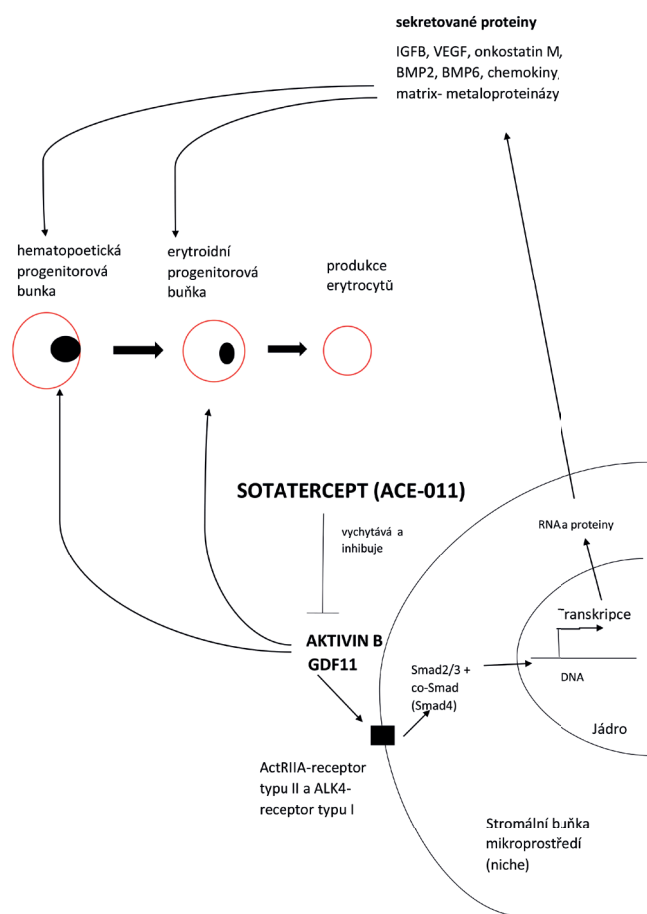 sekretované proteiny
IGFB, VEGF, onkostatin M,
BMP2, BMP6, chemokiny,
matrix- metaloproteinázy
hematopoetická
progenitorová
bunka
erytroidní
progenitorová
buňka
produkce
erytrocytů
SOTATERCEPT (ACE-011)
vychytává a
inhibuje
RNA a proteiny
Transkripce
DNA
Jádro
AKTIVIN B
GDF11
Smad2/3 +
co-Smad
(Smad4)
ActRIIA-receptor
typu II a ALK4-
receptor typu I
Stromální buňka
mikroprostředí
(niche)